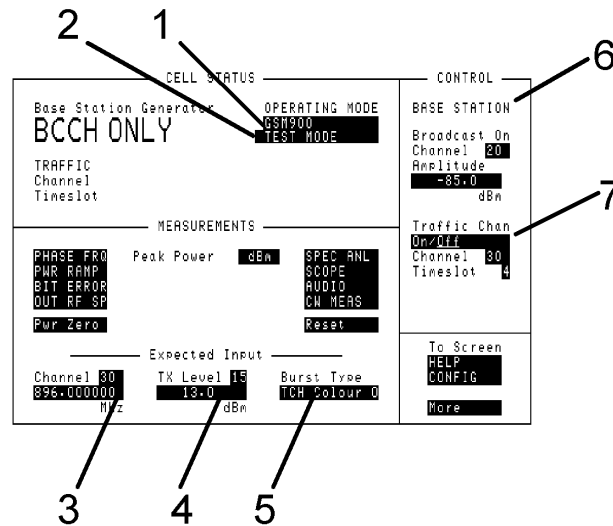 2 1
CELL STATUS CONTROL 6
Base Station Generator OPERATING MODE BASE STATION
BCCH ONLY GSM900
TEST MODE Broadcast On
Channel 20
TRAFFIC Amplitude
Channel -85.0
Timeslot dBm
7
MEASUREMENTS Traffic Chan
On/Off
PHASE FRQ Peak Power dBm SPEC ANL Channel 30
PWR RAMP SCOPE Timeslot 4
BIT ERROR AUDIO
OUT RF SP CW MEAS
Pwr Zero Reset
To Screen
Expected Input HELP
Channel 30 TX Level 15 Burst Type CONFIG
896.000000 13.0 TCH Colour 0
MHz dBm More
3 4 5